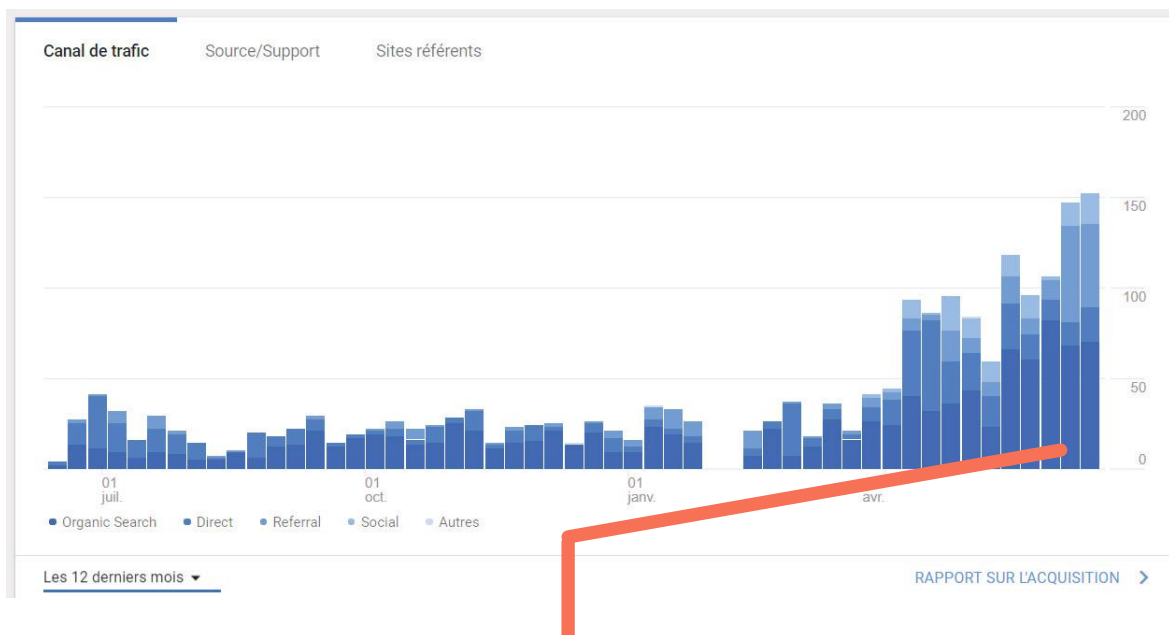 Canal de trafic Source/Support Sites référents
200
150
100
50
0
01 01 01
juil. oct. janv. avr.
Organic Search Direct Referral Social Autres
Les 12 derniers mois RAPPORT SUR L'ACQUISITION